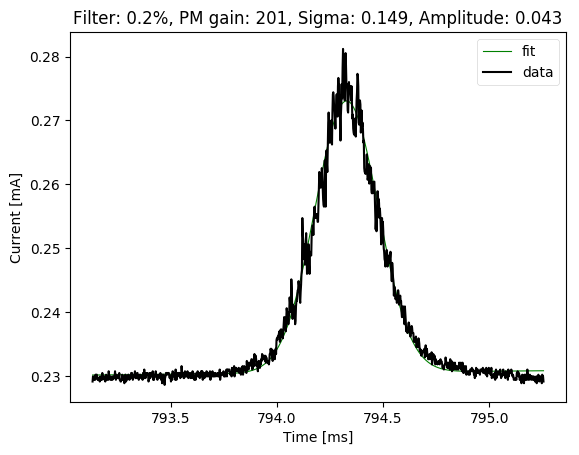 Filter: 0.2%, PM gain: 201, Sigma: 0.149, Amplitude: 0.043
fit
data
0.28
0.27
0.26
0.25
0.24
0.23
Current [mA]
793.5 794.0 794.5 795.0
Time [ms]